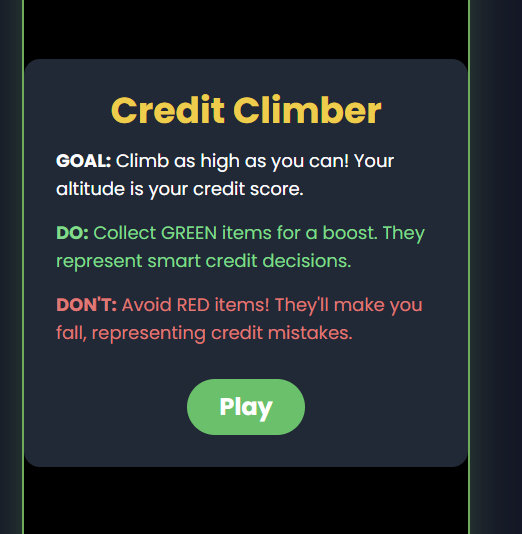 Credit Climber
GOAL: Climb as high as you can! Your
altitude is your credit score.
DO: Collect GREEN items for a boost. They
represent smart credit decisions.
DON'T: Avoid RED items! They'll make you
fall, representing credit mistakes.
Play